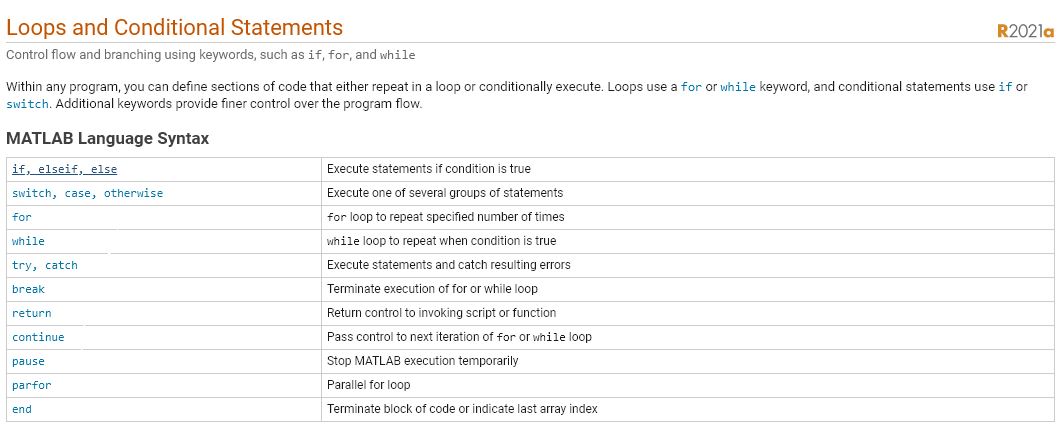 Loops and Conditional Statements
R2021a
Control flow and branching using keywords, such as if, for, and while
Within any program, you can define sections of code that either repeat in a loop or conditionally execute. Loops use a for or while keyword, and conditional statements use if or
switch. Additional keywords provide finer control over the program flow.
MATLAB Language Syntax
if, elseif, else Execute statements if condition is true
switch, case, otherwise Execute one of several groups of statements
for for loop to repeat specified number of times
while while loop to repeat when condition is true
try, catch Execute statements and catch resulting errors
break Terminate execution of for or while loop
return Return control to invoking script or function
continue Pass control to next iteration of for or while loop
pause Stop MATLAB execution temporarily
parfor Parallel for loop
end Terminate block of code or indicate last array index